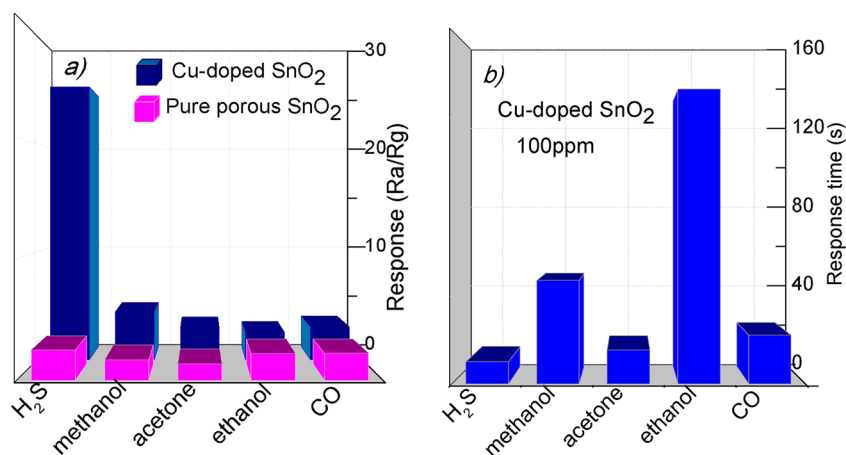 a)
Cu-doped SnO₂
Pure porous SnO₂
30
20
10
0
Response (Ra/Rg)
H₂S
methanol
acetone
ethanol
CO
b)
Cu-doped SnO₂
100ppm
160
120
80
40
0
Response time (s)
H₂S
methanol
acetone
ethanol
CO